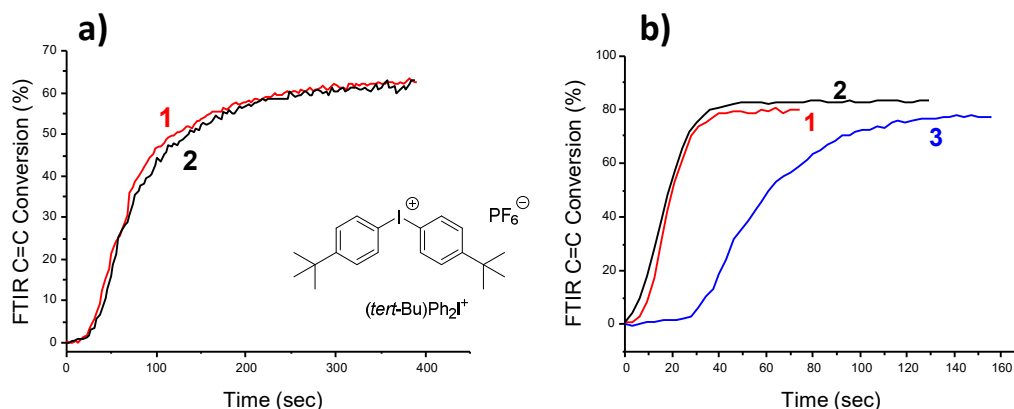 a)
FTIR C=C Conversion (%)
70
60
50
40
30
20
10
0
0 100 200 300 400
Time (sec)
1
2
I⊕
PF₆⊖
(tert-Bu)Ph₂I⁺
b)
FTIR C=C Conversion (%)
100
80
60
40
20
0
0 20 40 60 80 100 120 140 160
Time (sec)
2
1
3